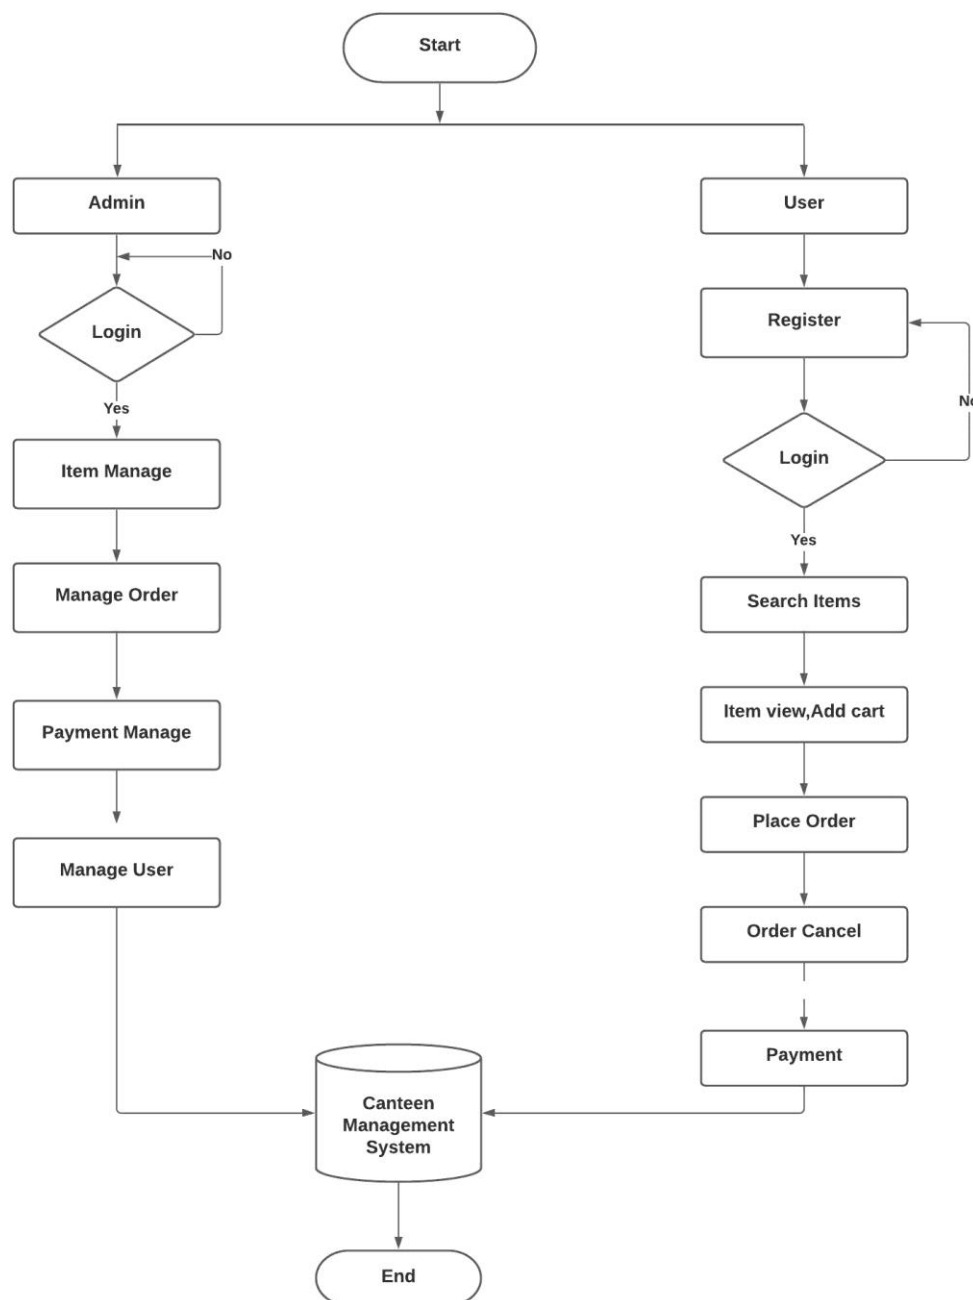 Start
Admin
User
No
Login
Register
Yes
No
Login
Item Manage
Yes
Manage Order
Search Items
Payment Manage
Item view,Add cart
Place Order
Manage User
Order Cancel
Payment
Canteen
Management
System
End